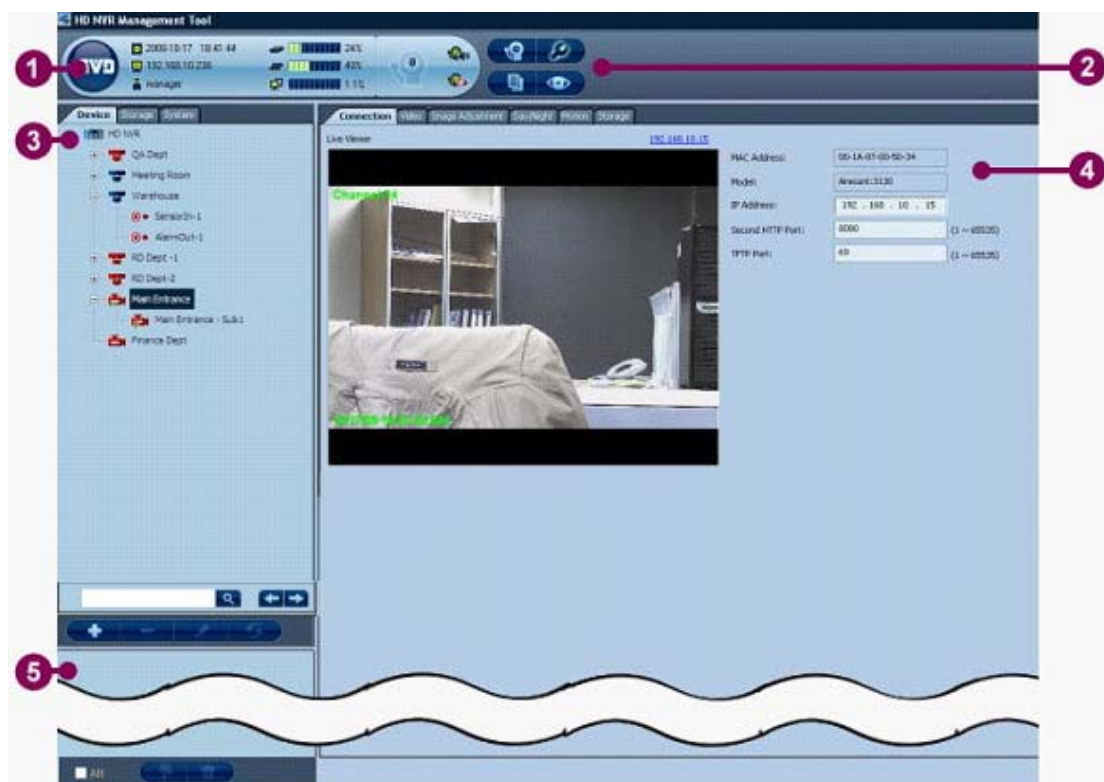 HD NVR Management Tool
1
2
3
4
5
2008-10-17 18:41:44
24%
192.168.10.238
manager
Device Storage System
HD NVR
QA Dept
Meeting Room
Warehouse
SensorIn-1
AlarmOut-1
RD Dept -1
RD Dept-2
Main Entrance
Main Entrance - Sub1
Finance Dept
Connection Video Image Adjustment Day/Night Motion Storage
Live Viewer
192.168.10.15
MAC Address:
Model:
IP Address: 192 . 168 . 10 . 15
Second HTTP Port: 8080 (1 ~ 65535)
TFTP Port: 69 (1 ~ 65535)
All